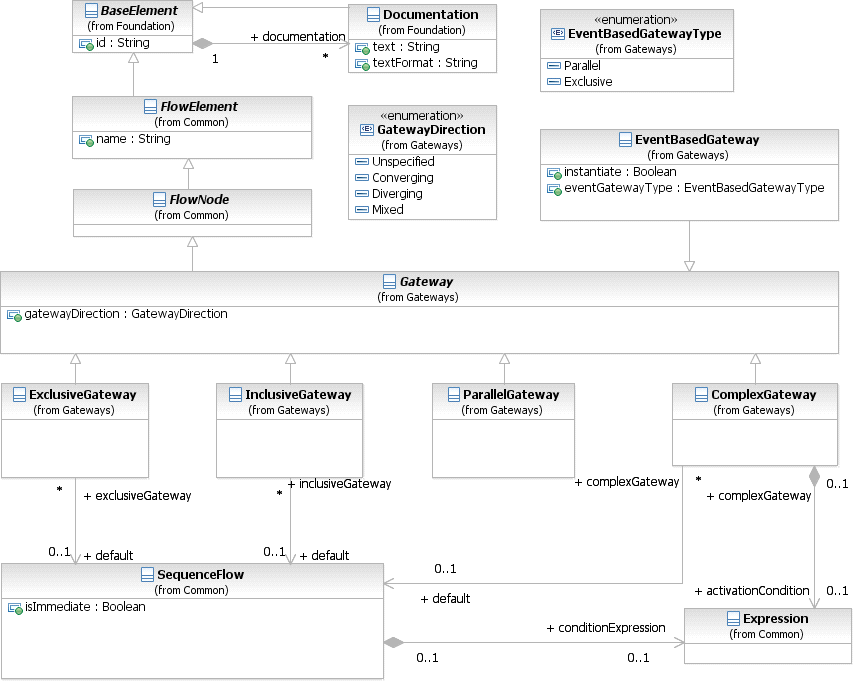 BaseElement
(from Foundation)
id : String
1
+ documentation
*
Documentation
(from Foundation)
text : String
textFormat : String
«enumeration»
EventBasedGatewayType
(from Gateways)
Parallel
Exclusive
FlowElement
(from Common)
name : String
«enumeration»
GatewayDirection
(from Gateways)
Unspecified
Converging
Diverging
Mixed
EventBasedGateway
(from Gateways)
instantiate : Boolean
eventGatewayType : EventBasedGatewayType
FlowNode
(from Common)
Gateway
(from Gateways)
gatewayDirection : GatewayDirection
ExclusiveGateway
(from Gateways)
InclusiveGateway
(from Gateways)
ParallelGateway
(from Gateways)
ComplexGateway
(from Gateways)
*
+ exclusiveGateway
0..1
+ default
*
+ inclusiveGateway
0..1
+ default
+ complexGateway
*
0..1
+ complexGateway
0..1
+ default
+ activationCondition
0..1
SequenceFlow
(from Common)
isImmediate : Boolean
+ conditionExpression
0..1
0..1
Expression
(from Common)